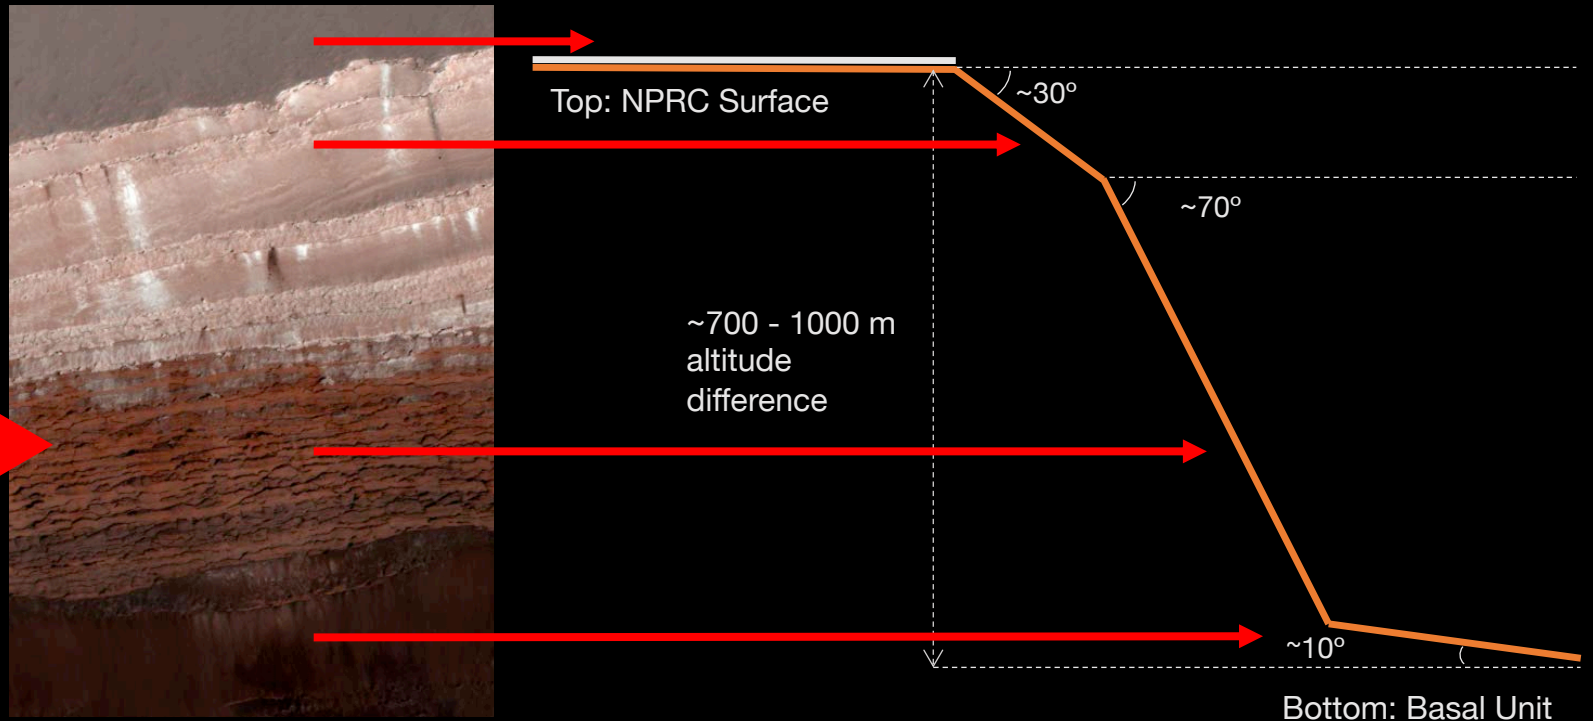 Top: NPRC Surface
~30º
~70º
~700 - 1000 m
altitude
difference
~10º
Bottom: Basal Unit